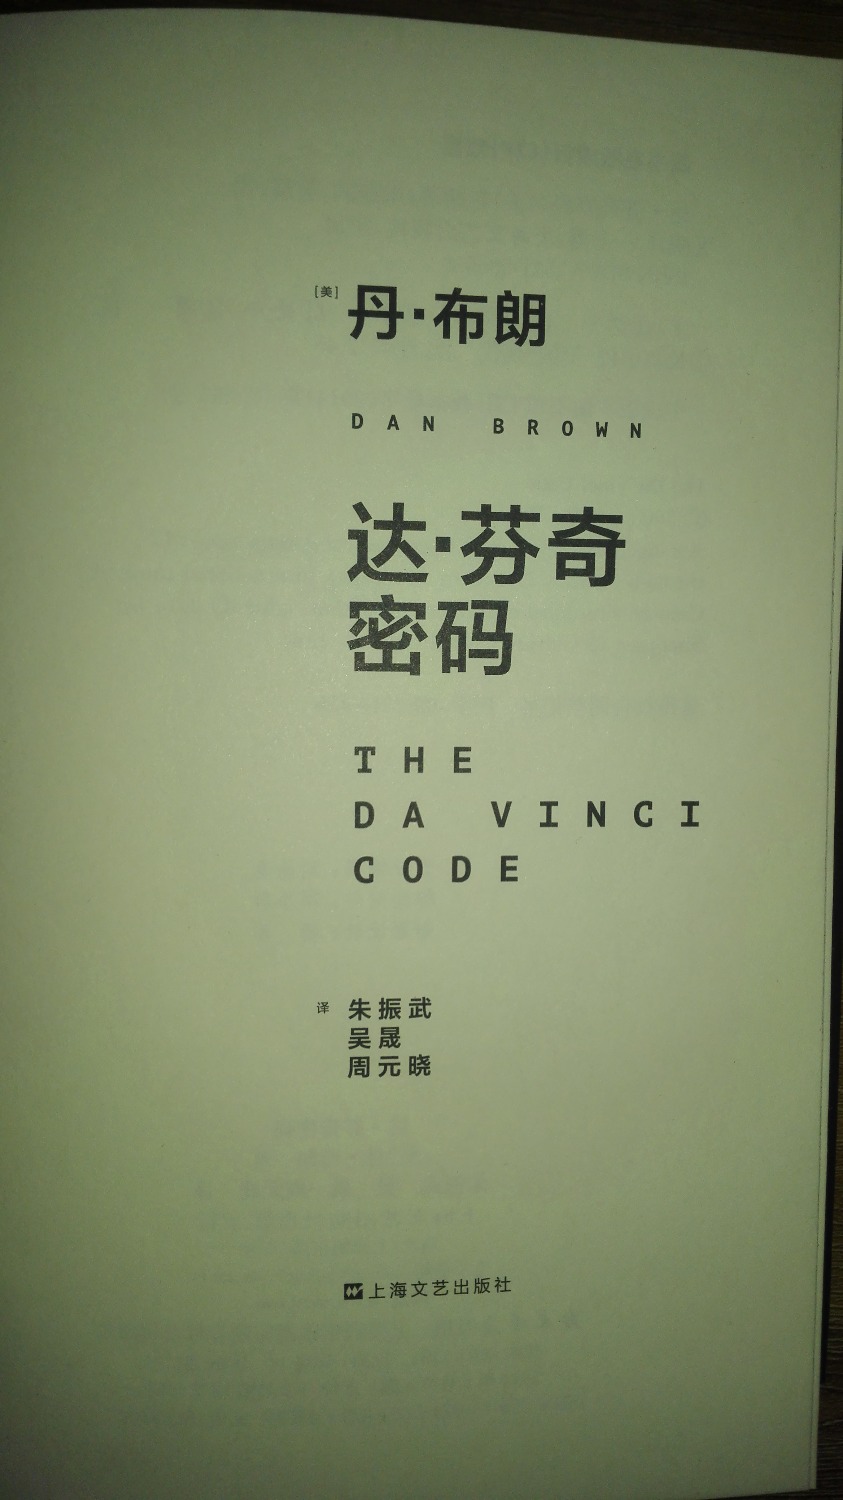 [美] 丹·布朗
DAN BROWN
达·芬奇
密码
THE
DA VINCI
CODE
译 朱振武
吴晟
周元晓
上海文艺出版社